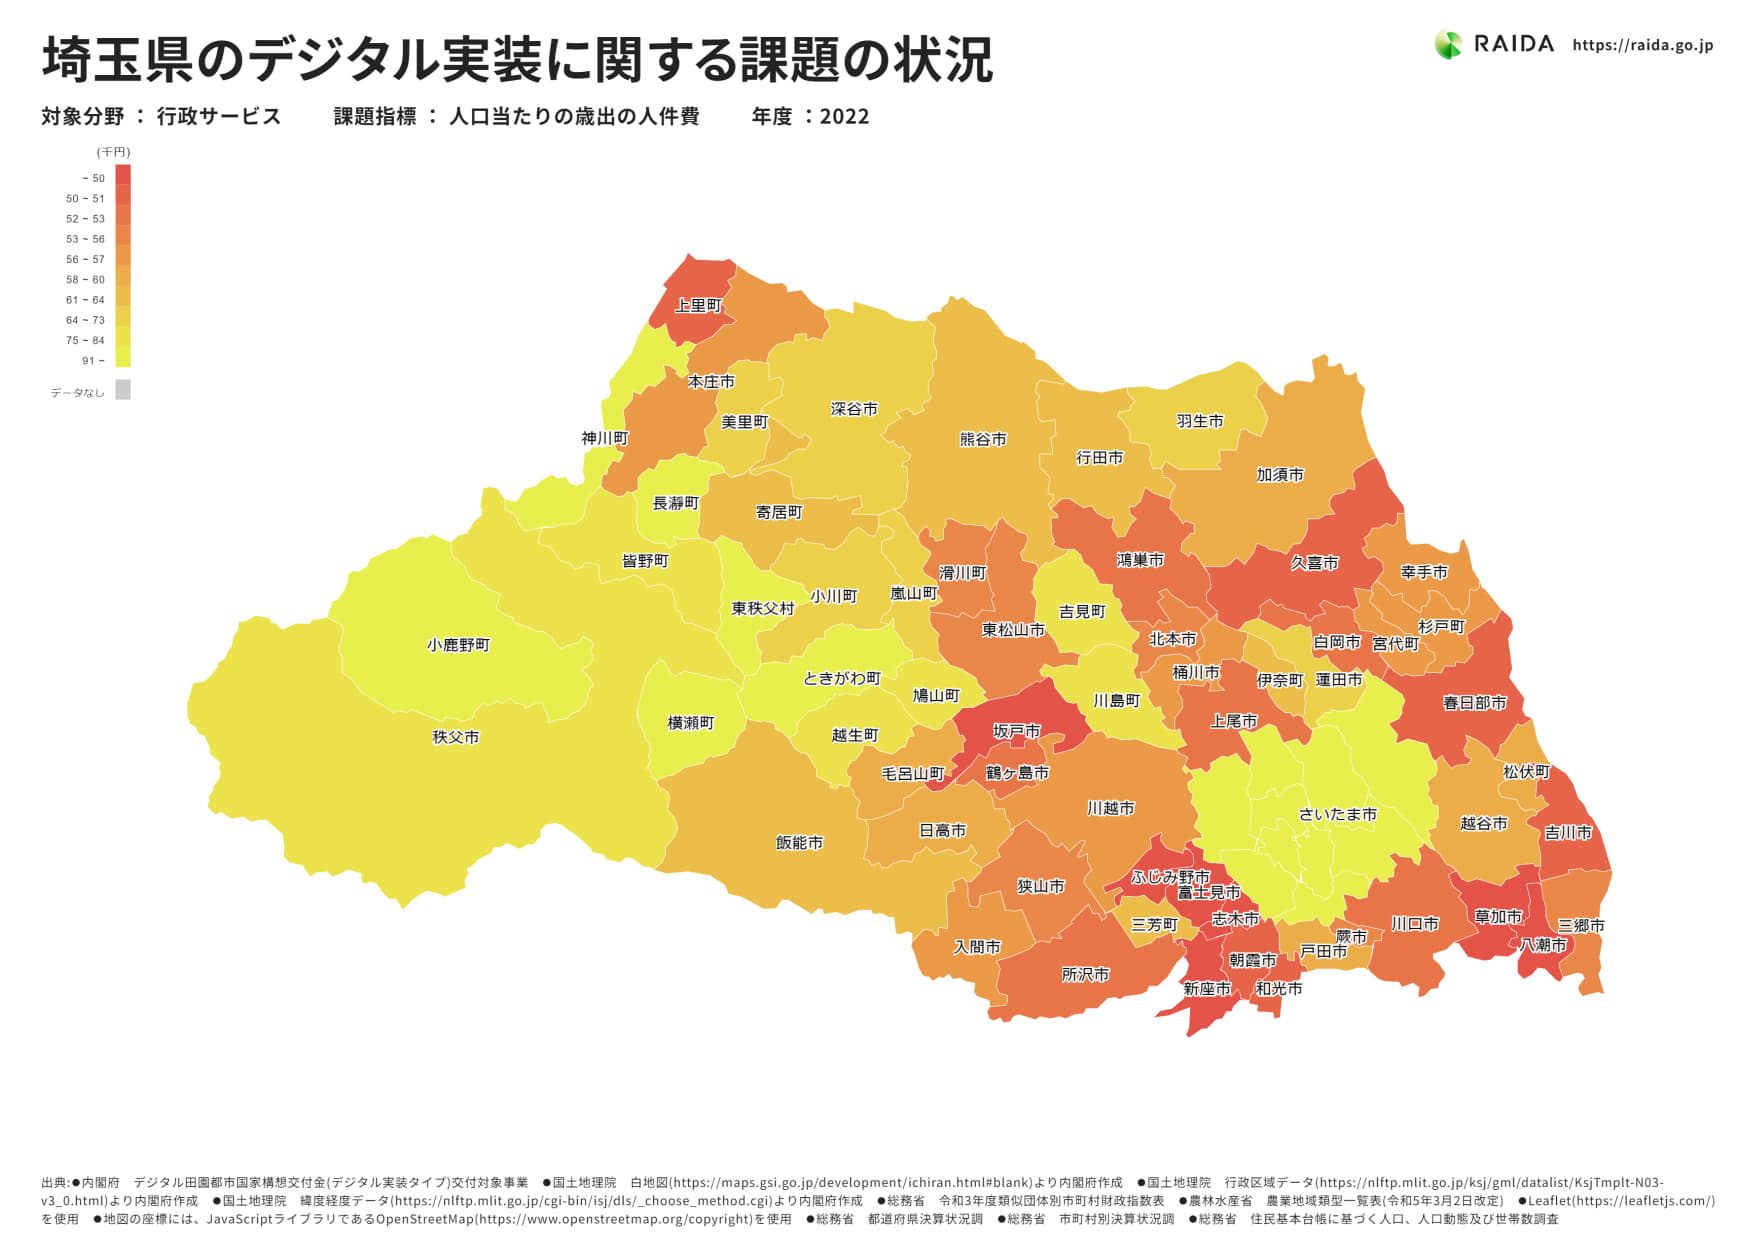 埼玉県のデジタル実装に関する課題の状況
RAIDA https://raida.go.jp
対象分野 : 行政サービス 課題指標 : 人口当たりの歳出の人件費 年度 : 2022
(千円)
~ 50
50 ~ 51
52 ~ 53
53 ~ 56
56 ~ 57
58 ~ 60
61 ~ 64
64 ~ 73
75 ~ 84
91 ~
データなし
上里町
本庄市
美里町
深谷市
神川町
熊谷市
行田市
羽生市
加須市
長瀞町
寄居町
皆野町
東秩父村
小川町
嵐山町
滑川町
東松山市
吉見町
鴻巣市
久喜市
幸手市
杉戸町
宮代町
白岡市
北本市
桶川市
伊奈町
蓮田市
小鹿野町
ときがわ町
鳩山町
川島町
春日部市
横瀬町
秩父市
越生町
坂戸市
上尾市
毛呂山町
鶴ヶ島市
松伏町
川越市
さいたま市
越谷市
吉川市
飯能市
日高市
狭山市
ふじみ野市
富士見市
三芳町
志木市
川口市
草加市
三郷市
入間市
蕨市
戸田市
八潮市
朝霞市
所沢市
新座市
和光市
出典:●内閣府 デジタル田園都市国家構想交付金(デジタル実装タイプ)交付対象事業 ●国土地理院 白地図(https://maps.gsi.go.jp/development/ichiran.html#blank)より内閣府作成 ●国土地理院 行政区域データ(https://nlftp.mlit.go.jp/ksj/gml/datalist/KsjTmplt-N03-
v3_0.html)より内閣府作成 ●国土地理院 緯度経度データ(https://nlftp.mlit.go.jp/cgi-bin/isj/dls/_choose_method.cgi)より内閣府作成 ●総務省 令和3年度類似団体別市町村財政指数表 ●農林水産省 農業地域類型一覧表(令和5年3月2日改定) ●Leaflet(https://leafletjs.com/)
を使用 ●地図の座標には、JavaScriptライブラリであるOpenStreetMap(https://www.openstreetmap.org/copyright)を使用 ●総務省 都道府県決算状況調 ●総務省 市町村別決算状況調 ●総務省 住民基本台帳に基づく人口、人口動態及び世帯数調査